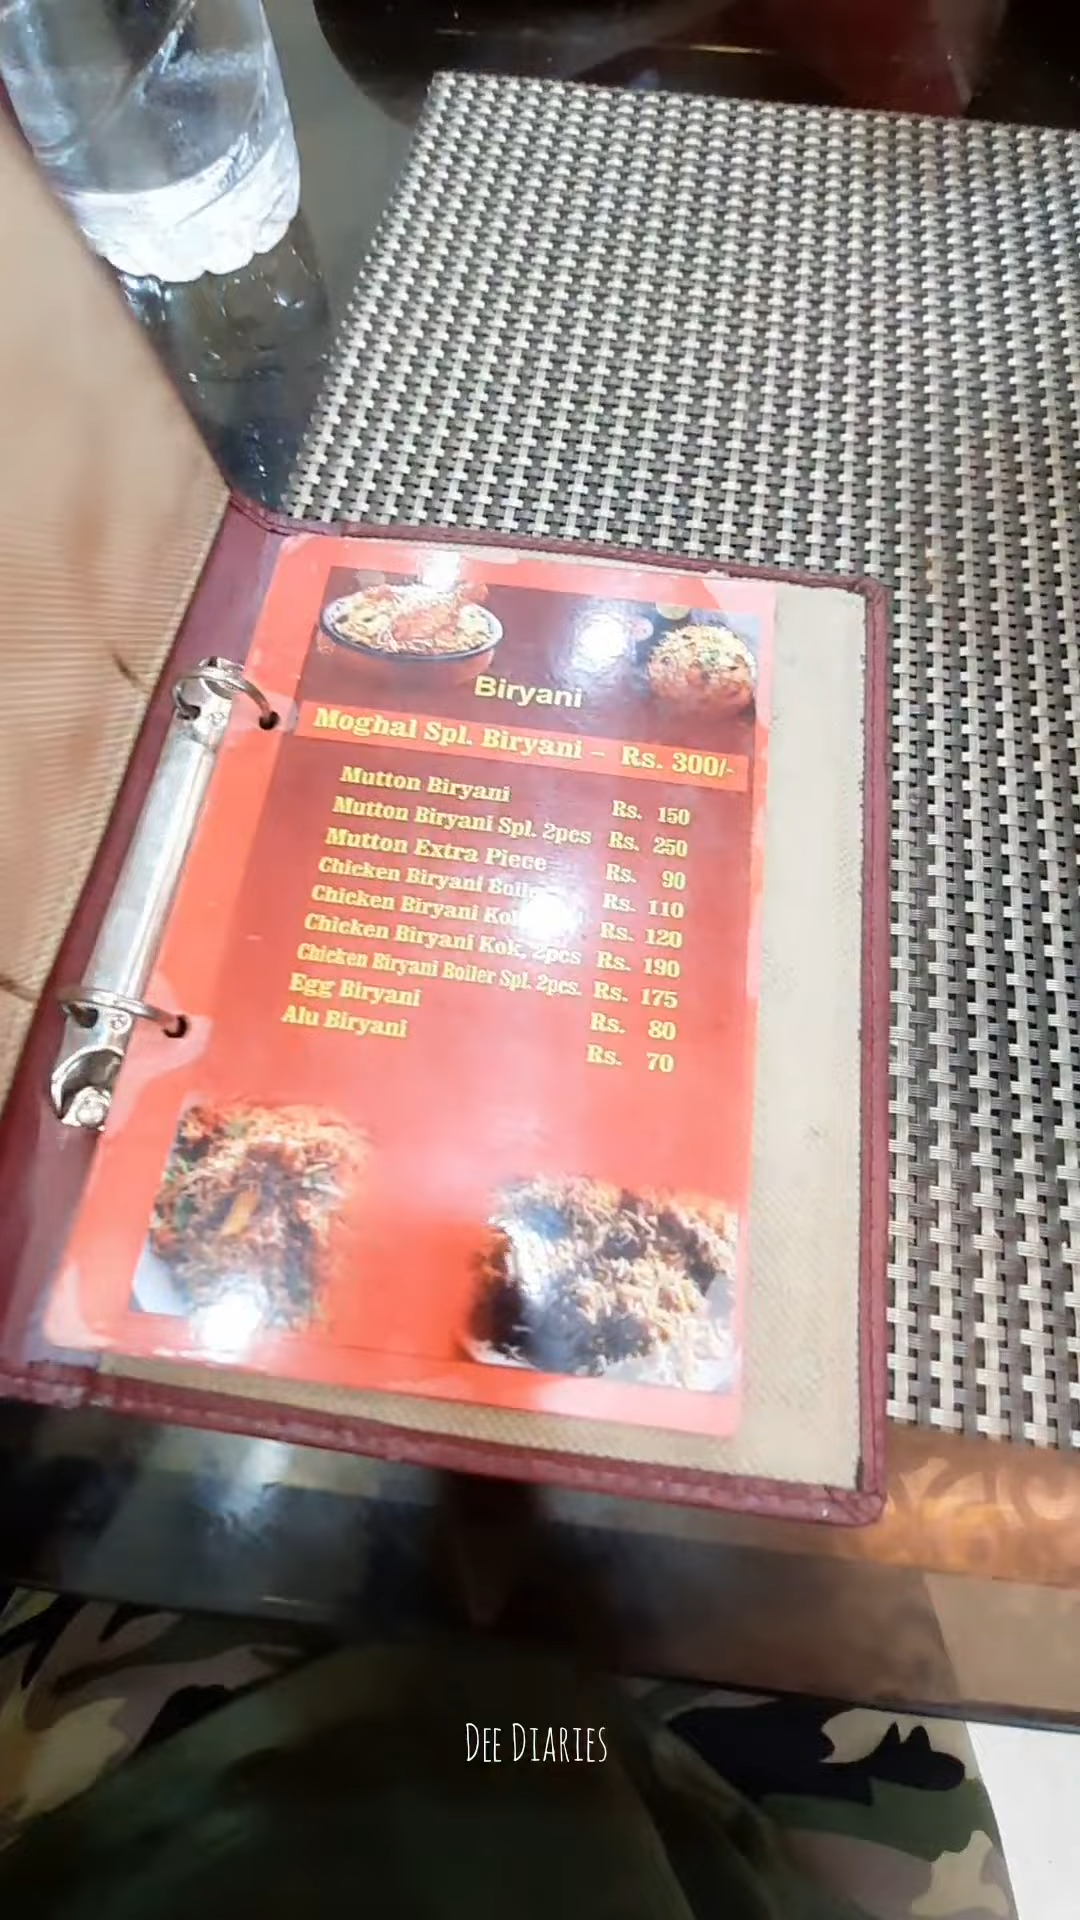 Biryani
Moghal Spl. Biryani – Rs. 300/-
Mutton Biryani Rs. 150
Mutton Biryani Spl. 2pcs Rs. 250
Mutton Extra Piece Rs. 90
Chicken Biryani Rs. 110
Chicken Biryani Rs. 120
Chicken Biryani Kok, 2pcs Rs. 190
Chicken Biryani Boiler Spl. 2pcs. Rs. 175
Egg Biryani Rs. 80
Alu Biryani Rs. 70
Dee Diaries